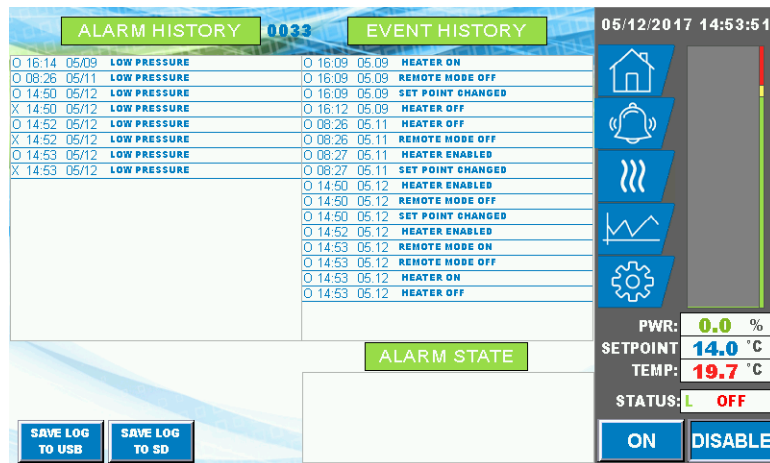 ALARM HISTORY 0033 EVENT HISTORY 05/12/2017 14:53:51
O 16:14 05/09 LOW PRESSURE
O 08:26 05/11 LOW PRESSURE
O 14:50 05/12 LOW PRESSURE
X 14:50 05/12 LOW PRESSURE
O 14:52 05/12 LOW PRESSURE
X 14:52 05/12 LOW PRESSURE
O 14:53 05/12 LOW PRESSURE
X 14:53 05/12 LOW PRESSURE
O 16:09 05.09 HEATER ON
O 16:09 05.09 REMOTE MODE OFF
O 16:09 05.09 SET POINT CHANGED
O 16:12 05.09 HEATER OFF
O 08:26 05.11 HEATER OFF
O 08:26 05.11 REMOTE MODE OFF
O 08:27 05.11 HEATER ENABLED
O 08:27 05.11 SET POINT CHANGED
O 14:50 05.12 HEATER ENABLED
O 14:50 05.12 REMOTE MODE OFF
O 14:50 05.12 SET POINT CHANGED
O 14:52 05.12 HEATER ENABLED
O 14:53 05.12 REMOTE MODE ON
O 14:53 05.12 REMOTE MODE OFF
O 14:53 05.12 HEATER ON
O 14:53 05.12 HEATER OFF
ALARM STATE
PWR: 0.0 %
SETPOINT 14.0 °C
TEMP: 19.7 °C
STATUS: L OFF
SAVE LOG
TO USB
SAVE LOG
TO SD
ON
DISABLE